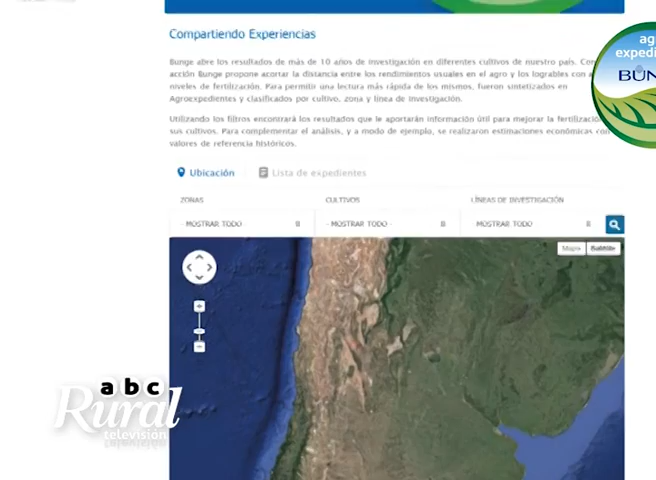 Compartiendo Experiencias
Bunge abre los resultados de más de 10 años de investigación en diferentes cultivos de nuestro país. Con
acción Bunge propone acortar la distancia entre los rendimientos usuales en el agro y los logrables con
niveles de fertilización. Para permitir una lectura más rápida de los mismos, fueron sintetizados en
Agroexpedientes y clasificados por cultivo, zona y línea de investigación.
Utilizando los filtros encontrará los resultados que le aportarán información útil para mejorar la fertilización
sus cultivos. Para complementar el análisis, y a modo de ejemplo, se realizaron estimaciones económicas con
valores de referencia históricos.
Ubicación Lista de expedientes
ZONAS CULTIVOS LÍNEAS DE INVESTIGACIÓN
- MOSTRAR TODO - MOSTRAR TODO - MOSTRAR TODO
Mapa Satélite
abc
Rural
televisión